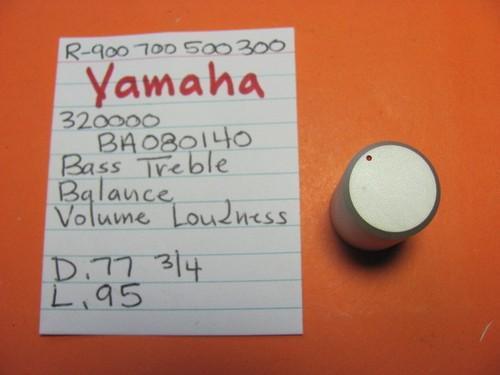 R-900 700 500 300
Yamaha
320000
BA080140
Bass Treble
Balance
Volume Loudness
D.77 3/4
L.95